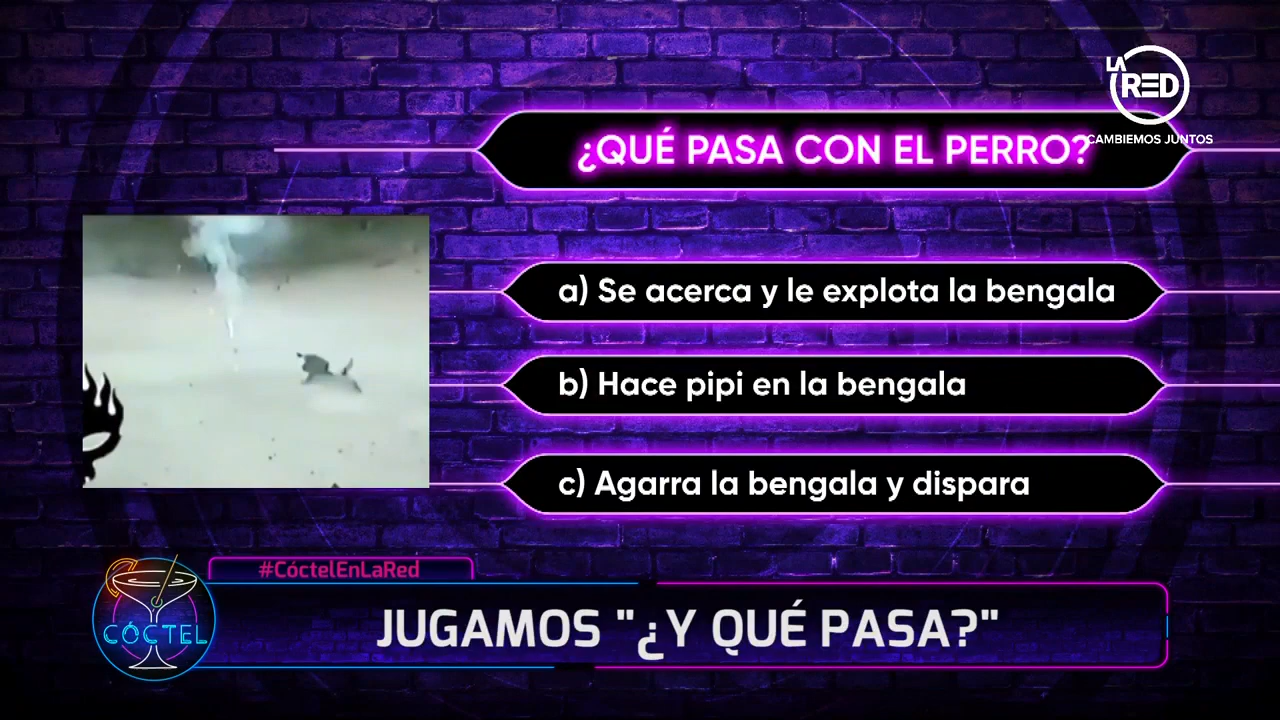 LA
RED
CAMBIEMOS JUNTOS
¿QUÉ PASA CON EL PERRO?
a) Se acerca y le explota la bengala
b) Hace pipi en la bengala
c) Agarra la bengala y dispara
#CóctelEnLaRed
CÓCTEL
JUGAMOS "¿Y QUÉ PASA?"